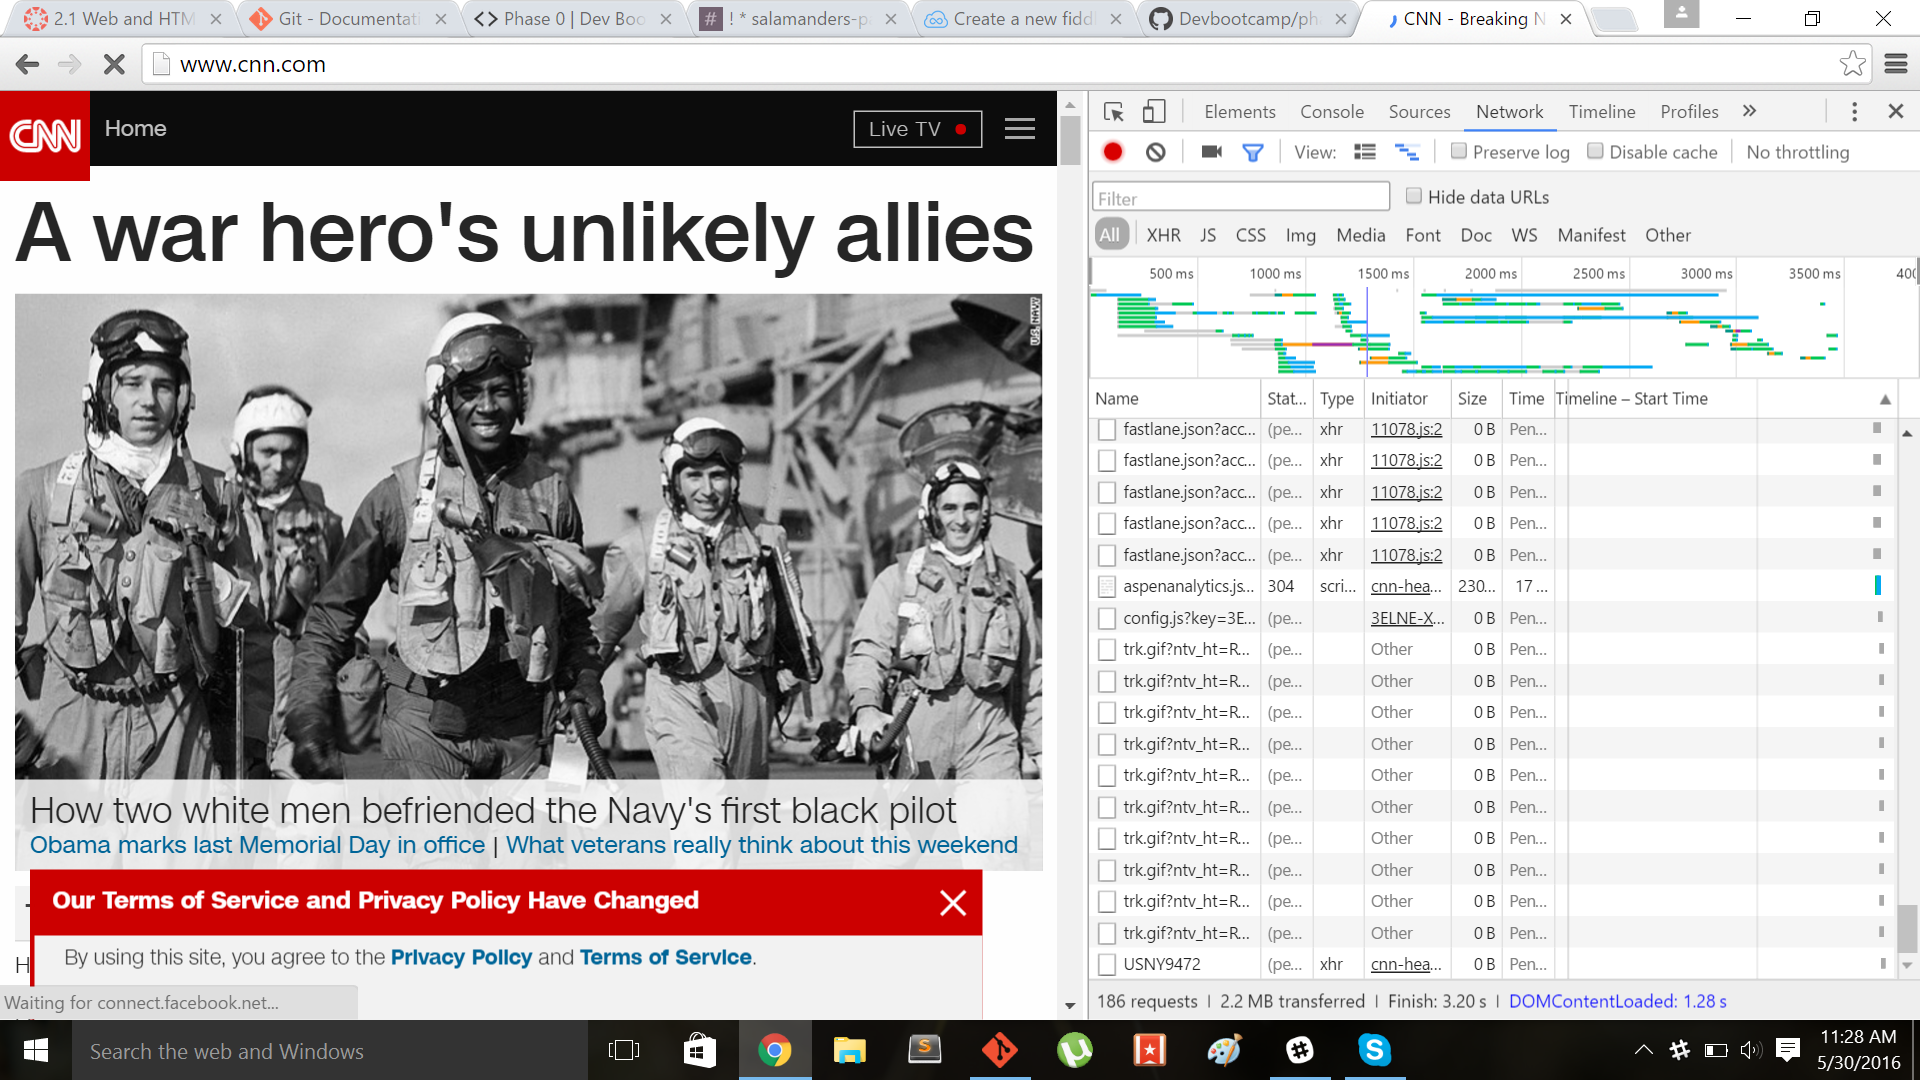 2.1 Web and HTM
Git - Documentati
Phase 0 | Dev Boo
! * salamanders-p
Create a new fidd
Devbootcamp/ph
CNN - Breaking N
www.cnn.com
CNN
Home
Live TV
A war hero's unlikely allies
U.S. NAVY
How two white men befriended the Navy's first black pilot
Obama marks last Memorial Day in office | What veterans really think about this weekend
Our Terms of Service and Privacy Policy Have Changed
By using this site, you agree to the Privacy Policy and Terms of Service.
H
Waiting for connect.facebook.net...
Elements Console Sources Network Timeline Profiles
View: Preserve log Disable cache No throttling
Filter Hide data URLs
All XHR JS CSS Img Media Font Doc WS Manifest Other
500 ms 1000 ms 1500 ms 2000 ms 2500 ms 3000 ms 3500 ms 400
Name Stat... Type Initiator Size Time Timeline – Start Time
fastlane.json?acc... (pe... xhr 11078.js:2 0 B Pen...
fastlane.json?acc... (pe... xhr 11078.js:2 0 B Pen...
fastlane.json?acc... (pe... xhr 11078.js:2 0 B Pen...
fastlane.json?acc... (pe... xhr 11078.js:2 0 B Pen...
fastlane.json?acc... (pe... xhr 11078.js:2 0 B Pen...
aspenanalytics.js... 304 scri... cnn-hea... 230... 17 ...
config.js?key=3E... (pe... 3ELNE-X... 0 B Pen...
trk.gif?ntv_ht=R... (pe... Other 0 B Pen...
trk.gif?ntv_ht=R... (pe... Other 0 B Pen...
trk.gif?ntv_ht=R... (pe... Other 0 B Pen...
trk.gif?ntv_ht=R... (pe... Other 0 B Pen...
trk.gif?ntv_ht=R... (pe... Other 0 B Pen...
trk.gif?ntv_ht=R... (pe... Other 0 B Pen...
trk.gif?ntv_ht=R... (pe... Other 0 B Pen...
trk.gif?ntv_ht=R... (pe... Other 0 B Pen...
trk.gif?ntv_ht=R... (pe... Other 0 B Pen...
trk.gif?ntv_ht=R... (pe... Other 0 B Pen...
USNY9472 (pe... xhr cnn-hea... 0 B Pen...
186 requests | 2.2 MB transferred | Finish: 3.20 s | DOMContentLoaded: 1.28 s
Search the web and Windows
11:28 AM
5/30/2016